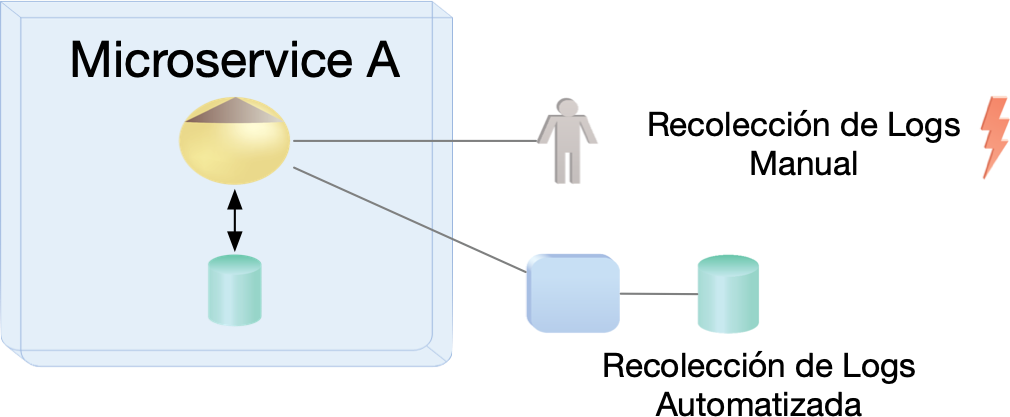 Microservice A
Recolección de Logs
Manual
Recolección de Logs
Automatizada